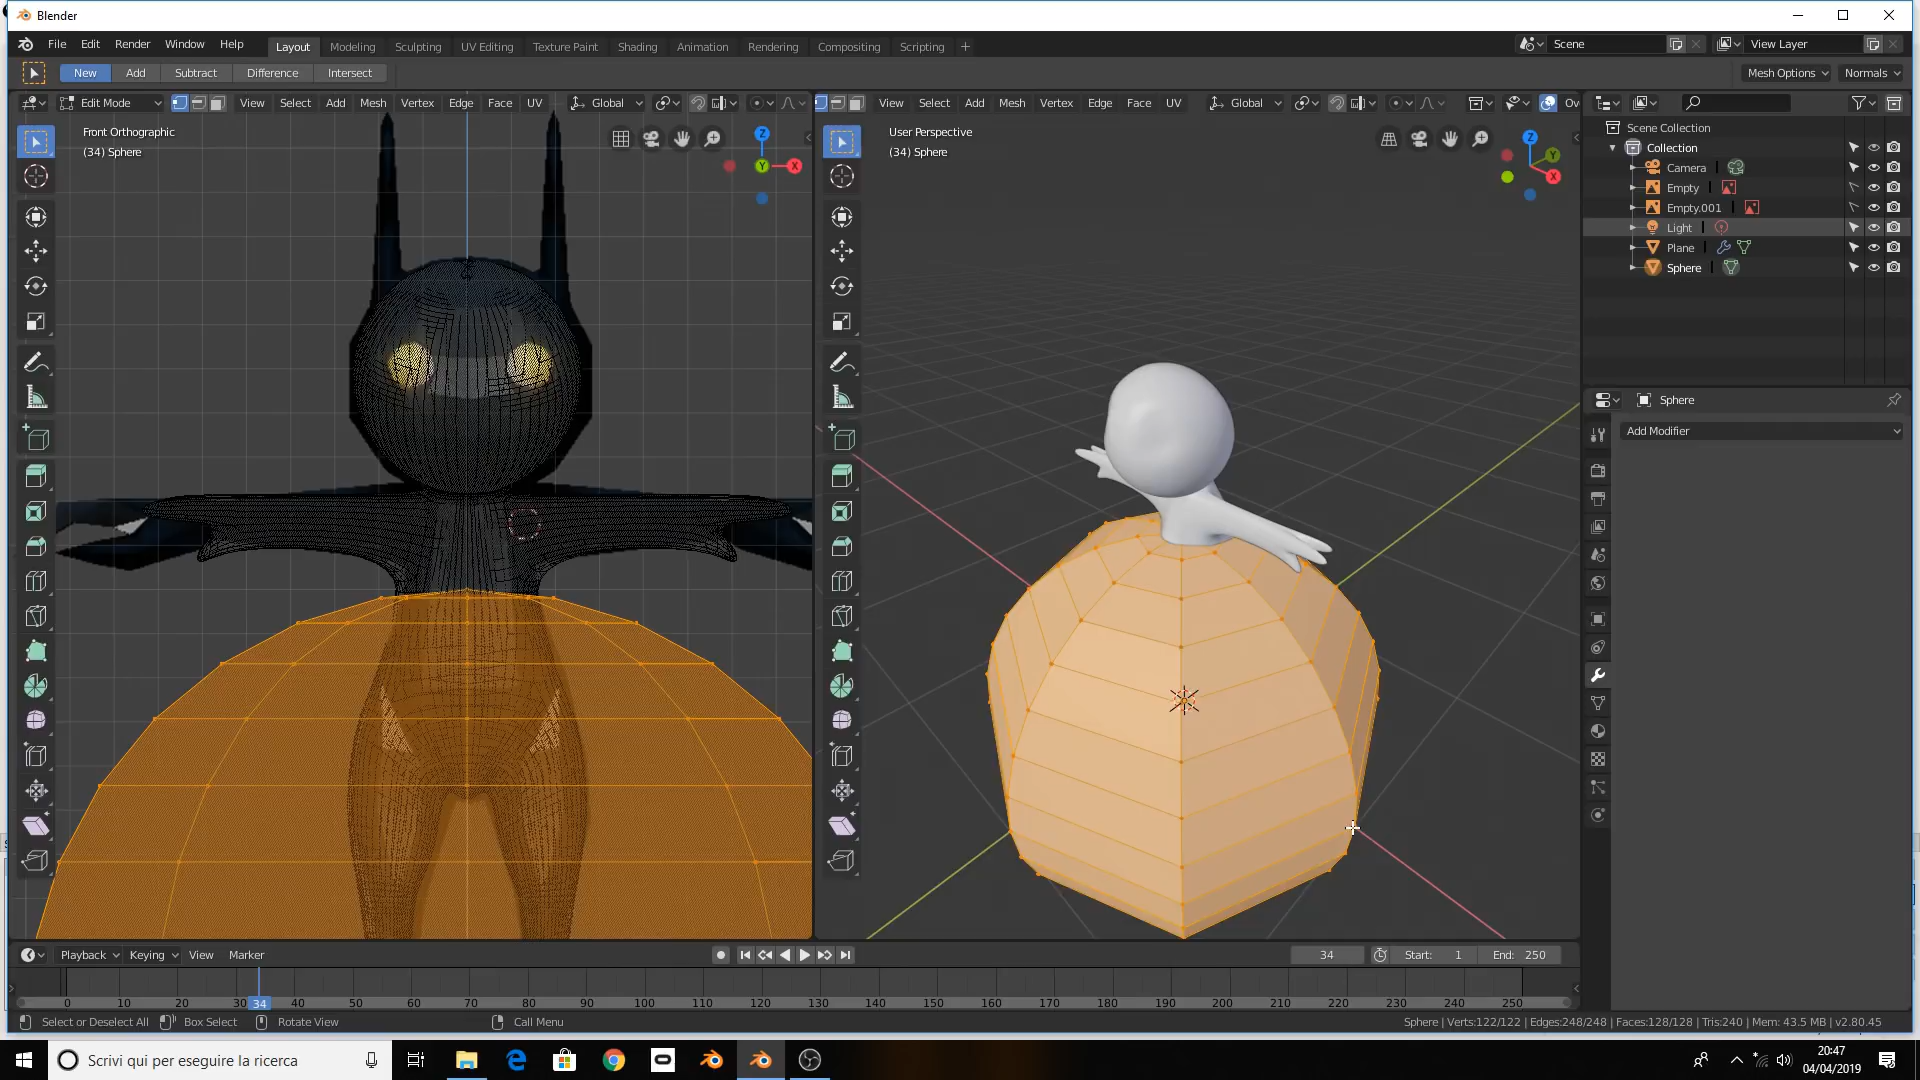 Blender
File Edit Render Window Help Layout Modeling Sculpting UV Editing Texture Paint Shading Animation Rendering Compositing Scripting + Scene View Layer
New Add Subtract Difference Intersect Mesh Options Normals
Edit Mode View Select Add Mesh Vertex Edge Face UV Global View Select Add Mesh Vertex Edge Face UV Global Ov
Front Orthographic
(34) Sphere
Z
Y
X
User Perspective
(34) Sphere
Z
Y
X
Scene Collection
Collection
Camera
Empty
Empty.001
Light
Plane
Sphere
Sphere
Add Modifier
Playback Keying View Marker 34 Start: 1 End: 250
0 10 20 30 34 40 50 60 70 80 90 100 110 120 130 140 150 160 170 180 190 200 210 220 230 240 250
Select or Deselect All Box Select Rotate View Call Menu Sphere | Verts:122/122 | Edges:248/248 | Faces:128/128 | Tris:240 | Mem: 43.5 MB | v2.80.45
Scrivi qui per eseguire la ricerca
20:47
04/04/2019